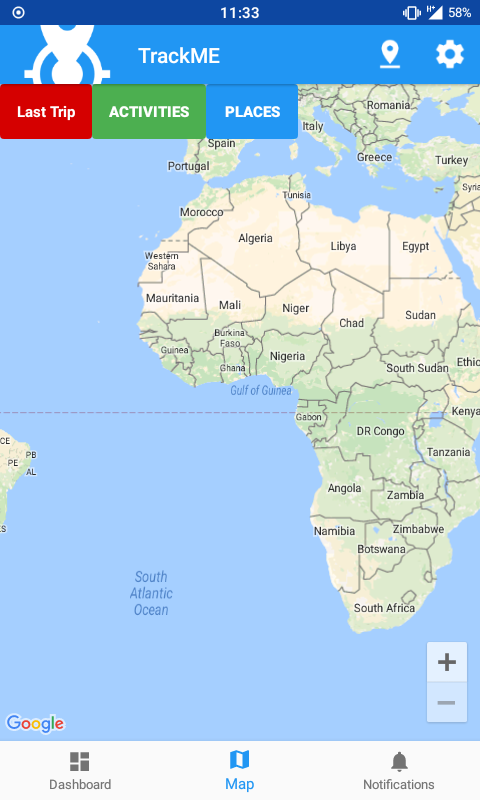 11:33
H+
58%
TrackME
Last Trip
ACTIVITIES
PLACES
Romania
Italy
Spain
Greece
Turkey
Portugal
Syria
Tunisia
Morocco
Algeria
Libya
Egypt
Western
Sahara
Mauritania
Mali
Niger
Chad
Sudan
Burkina
Faso
Guinea
Ghana
Nigeria
South Sudan
Ethio
Gulf of Guinea
Gabon
Kenya
DR Congo
CE
PB
PE
AL
Tanzania
ES
Angola
Zambia
Namibia
Zimbabwe
Botswana
South
Atlantic
Ocean
South Africa
+
−
Google
Dashboard
Map
Notifications